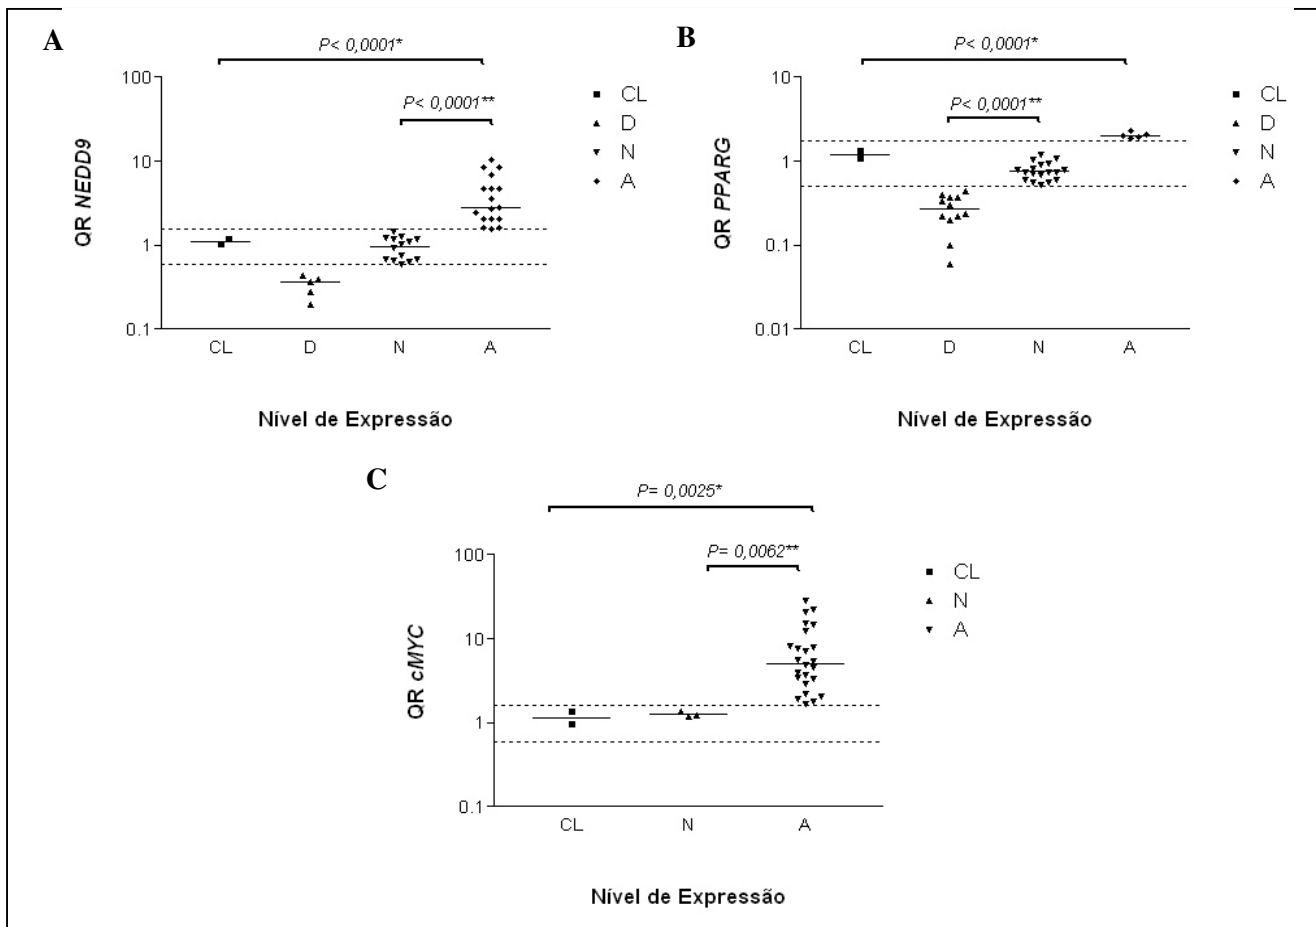 A
P< 0,0001*
P< 0,0001**
100
10
1
0.1
QR NEDD9
CL
D
N
A
Nível de Expressão
CL
D
N
A
B
P< 0,0001*
P< 0,0001**
10
1
0.1
0.01
QR PPARG
CL
D
N
A
Nível de Expressão
CL
D
N
A
C
P= 0,0025*
P= 0,0062**
100
10
1
0.1
QR cMYC
CL
N
A
Nível de Expressão
CL
N
A